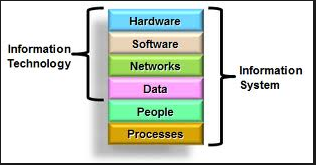 Hardware
Information
Technology
Software
Networks
Data
People
Processes
Information
System